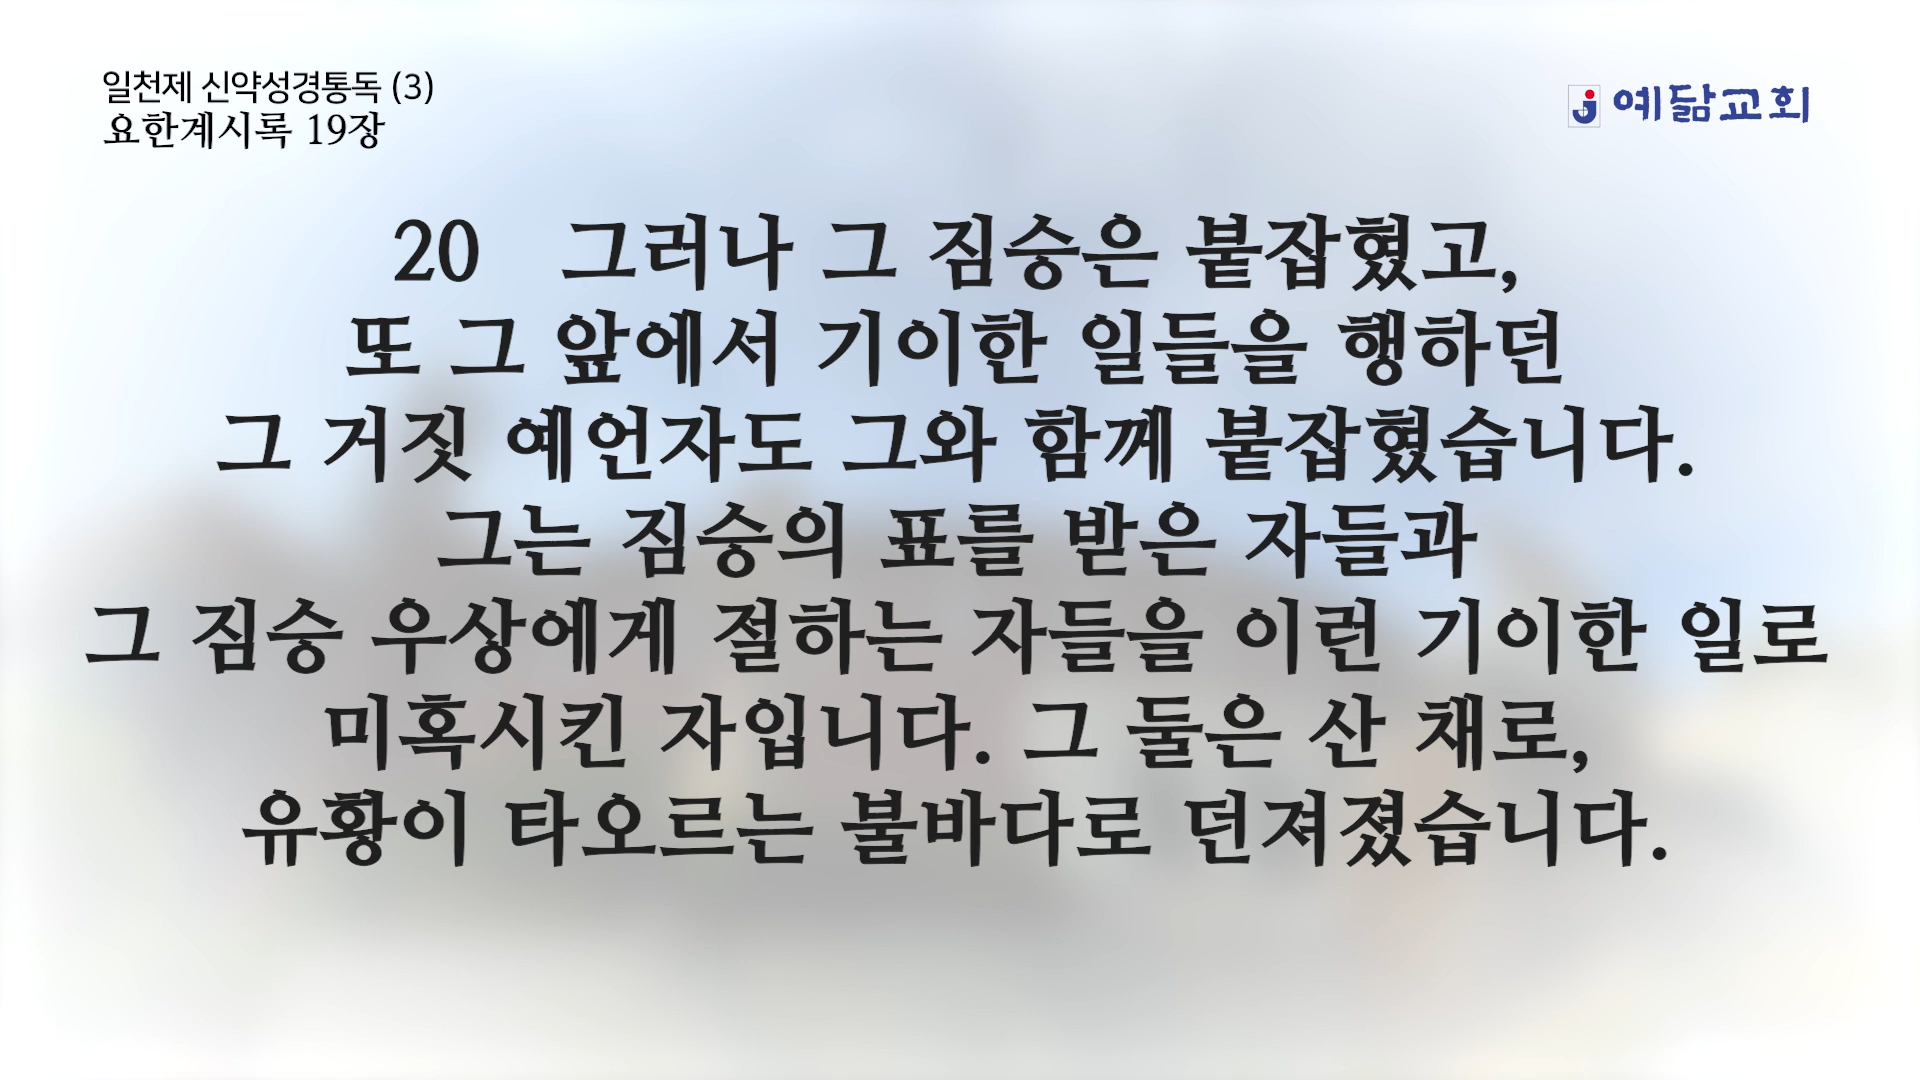 일천제 신약성경통독 (3)
요한계시록 19장
예닮교회
20 그러나 그 짐승은 붙잡혔고,
또 그 앞에서 기이한 일들을 행하던
그 거짓 예언자도 그와 함께 붙잡혔습니다.
그는 짐승의 표를 받은 자들과
그 짐승 우상에게 절하는 자들을 이런 기이한 일로
미혹시킨 자입니다. 그 둘은 산 채로,
유황이 타오르는 불바다로 던져졌습니다.